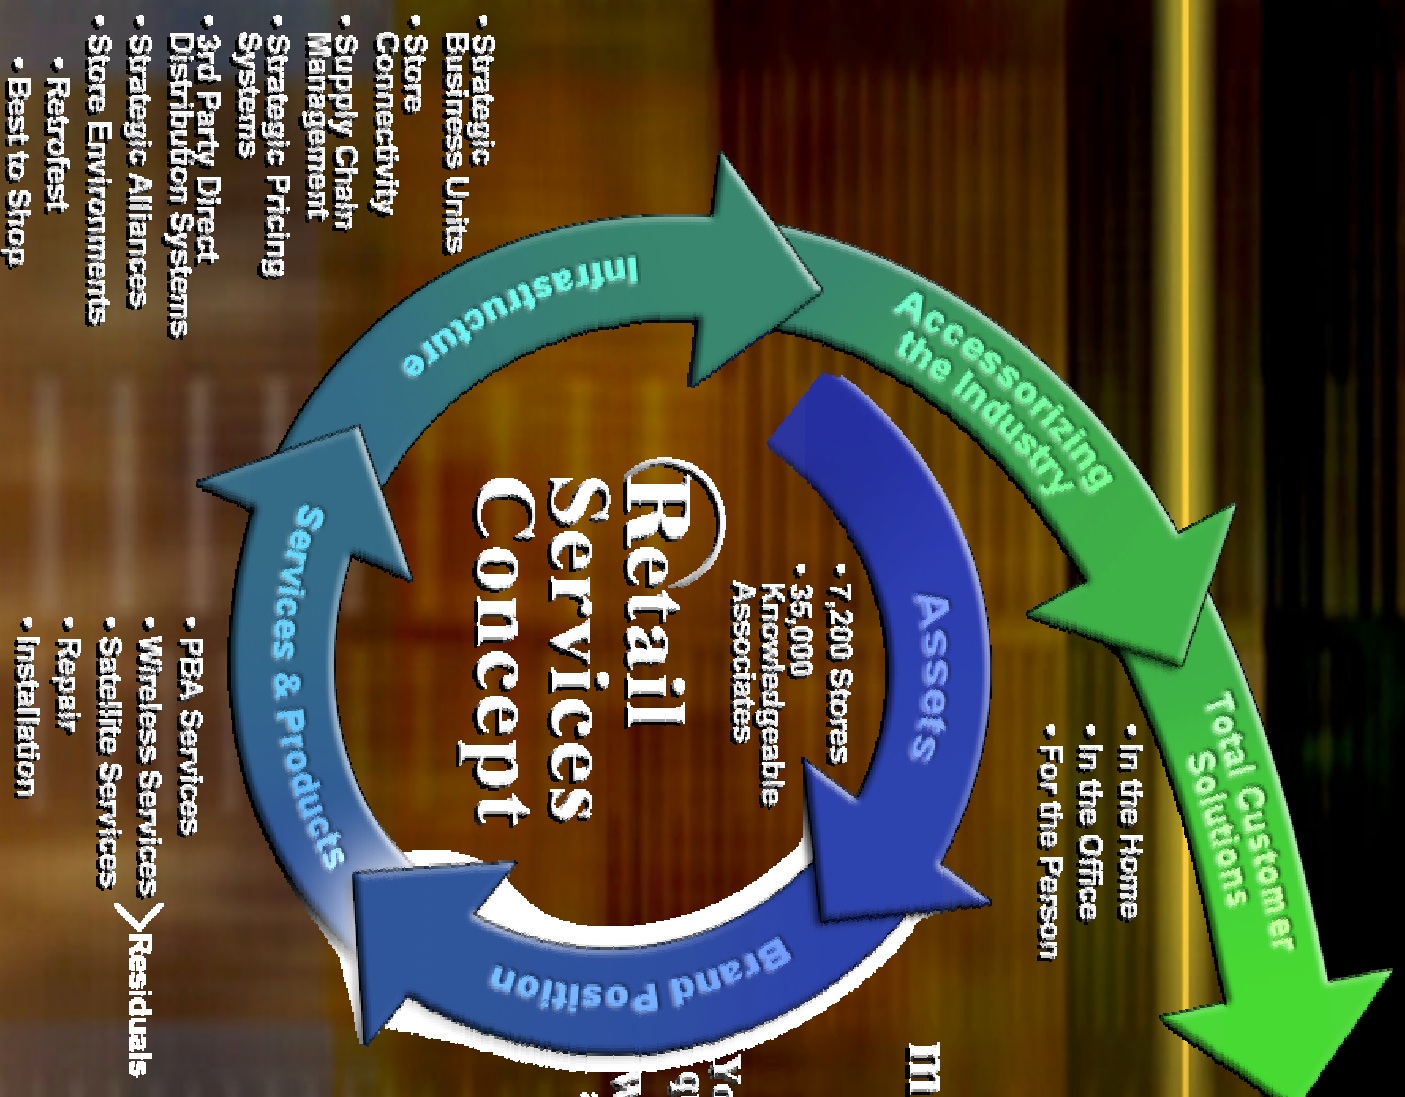 Total Customer
Solutions
• In the Home
• In the Office
• For the Person
Accessorizing
the Industry
Assets
• 7,200 Stores
• 35,000
Knowledgeable
Associates
Retail
Services
Concept
Brand Position
Infrastructure
Services & Products
• Strategic
Business Units
• Store
Connectivity
• Supply Chain
Management
• Strategic Pricing
Systems
• 3rd Party Direct
Distribution Systems
• Strategic Alliances
• Store Environments
• Retrofest
• Best to Shop
• PBA Services
• Wireless Services
• Satellite Services
Residuals
• Repair
• Installation